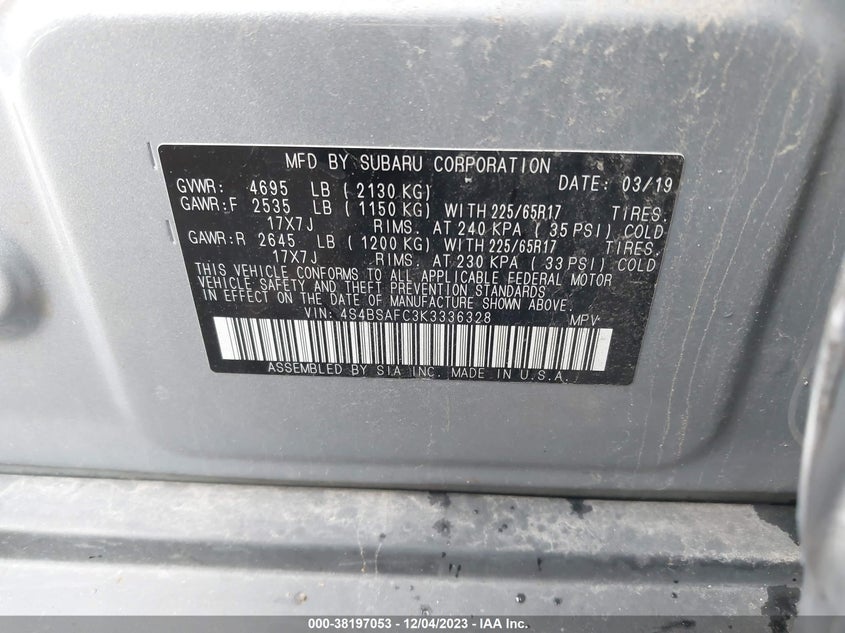 MFD BY SUBARU CORPORATION
GVWR: 4695 LB ( 2130 KG) DATE: 03/19
GAWR:F 2535 LB ( 1150 KG) WITH 225/65R17 TIRES.
17X7J RIMS. AT 240 KPA ( 35 PSI) COLD
GAWR:R 2645 LB ( 1200 KG) WITH 225/65R17 TIRES.
17X7J RIMS. AT 230 KPA ( 33 PSI) COLD
THIS VEHICLE CONFORMS TO ALL APPLICABLE FEDERAL MOTOR
VEHICLE SAFETY AND THEFT PREVENTION STANDARDS
IN EFFECT ON THE DATE OF MANUFACTURE SHOWN ABOVE.
VIN: 4S4BSAFC3K3336328 MPV
ASSEMBLED BY SIA INC. MADE IN U.S.A.
000-38197053 - 12/04/2023 - IAA Inc.